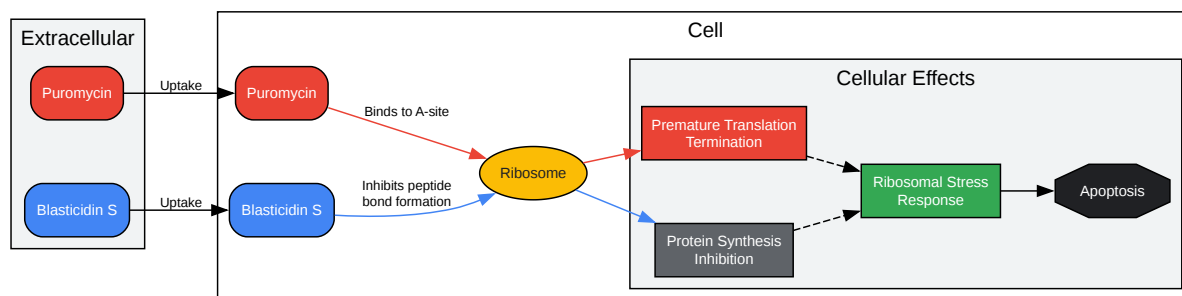 Extracellular
Cell
Cellular Effects
Puromycin
Uptake
Puromycin
Binds to A-site
Premature Translation
Termination
Blasticidin S
Uptake
Blasticidin S
Inhibits peptide
bond formation
Ribosome
Ribosomal Stress
Response
Apoptosis
Protein Synthesis
Inhibition